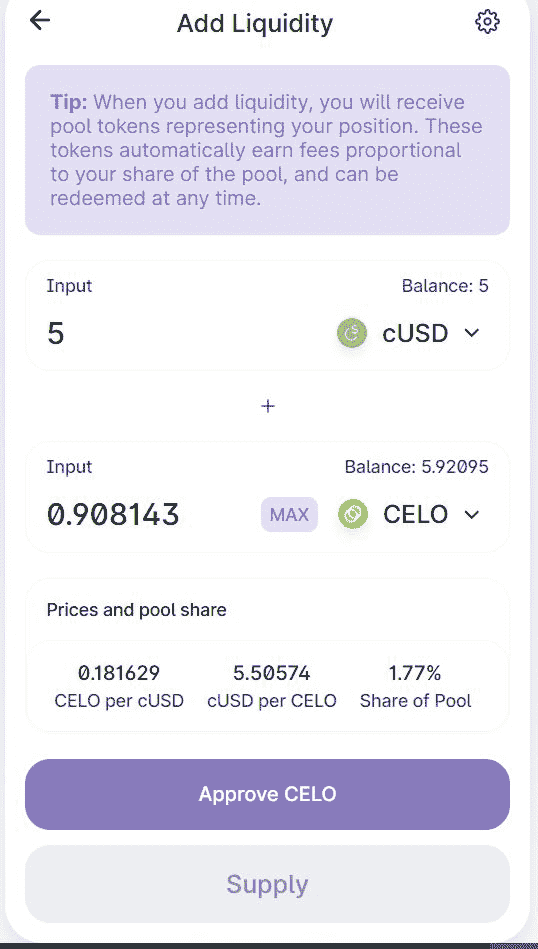 Add Liquidity
Tip: When you add liquidity, you will receive
pool tokens representing your position. These
tokens automatically earn fees proportional
to your share of the pool, and can be
redeemed at any time.
Input Balance: 5
5 cUSD
+
Input Balance: 5.92095
0.908143 MAX CELO
Prices and pool share
0.181629 5.50574 1.77%
CELO per cUSD cUSD per CELO Share of Pool
Approve CELO
Supply